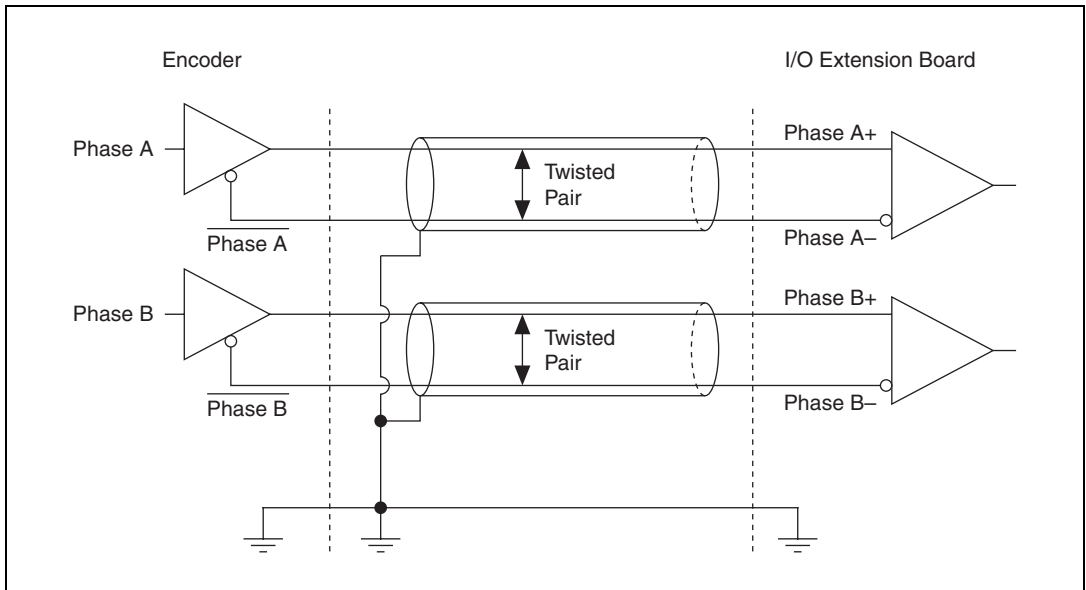 Encoder
I/O Extension Board
Phase A
Phase A+
Twisted
Pair
Phase A
Phase A–
Phase B
Phase B+
Twisted
Pair
Phase B
Phase B–